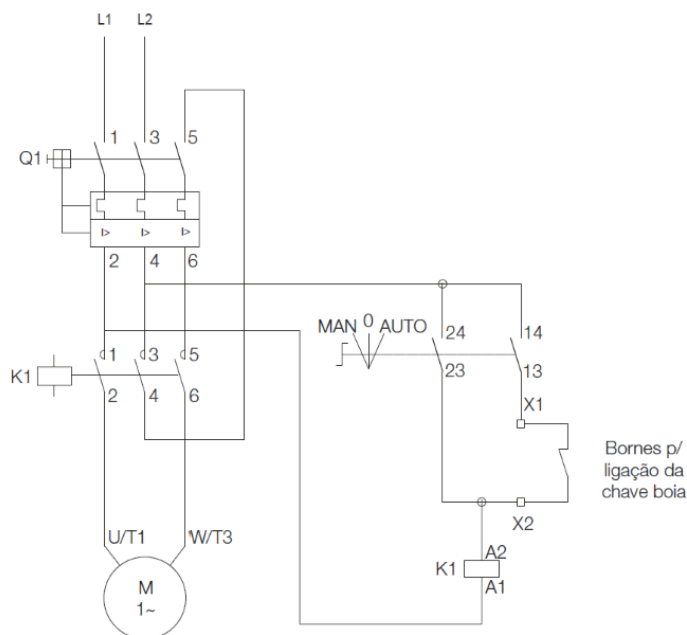 L1 L2
1 3 5
Q1
I> I> I>
2 4 6
MAN 0 AUTO
24 14
23 13
1 3 5
K1
2 4 6
X1
Bornes p/
ligação da
chave boia
X2
U/T1 W/T3
A2
K1
A1
M
1~